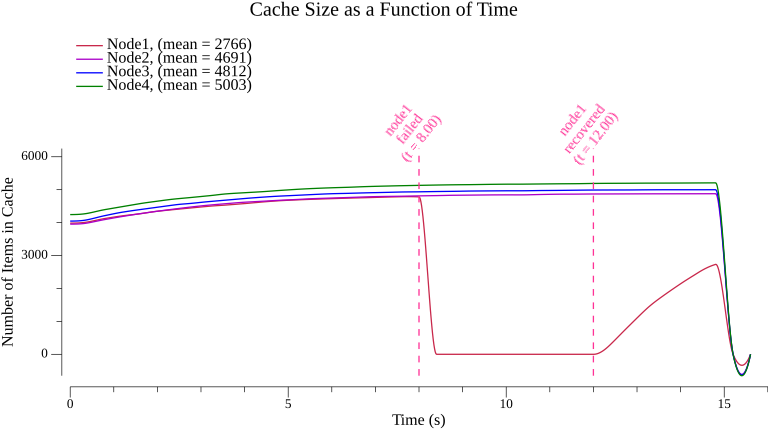 Cache Size as a Function of Time
Node1, (mean = 2766)
Node2, (mean = 4691)
Node3, (mean = 4812)
Node4, (mean = 5003)
node1
failed
(t = 8.00)
node1
recovered
(t = 12.00)
Number of Items in Cache
6000
3000
0
0
5
10
15
Time (s)